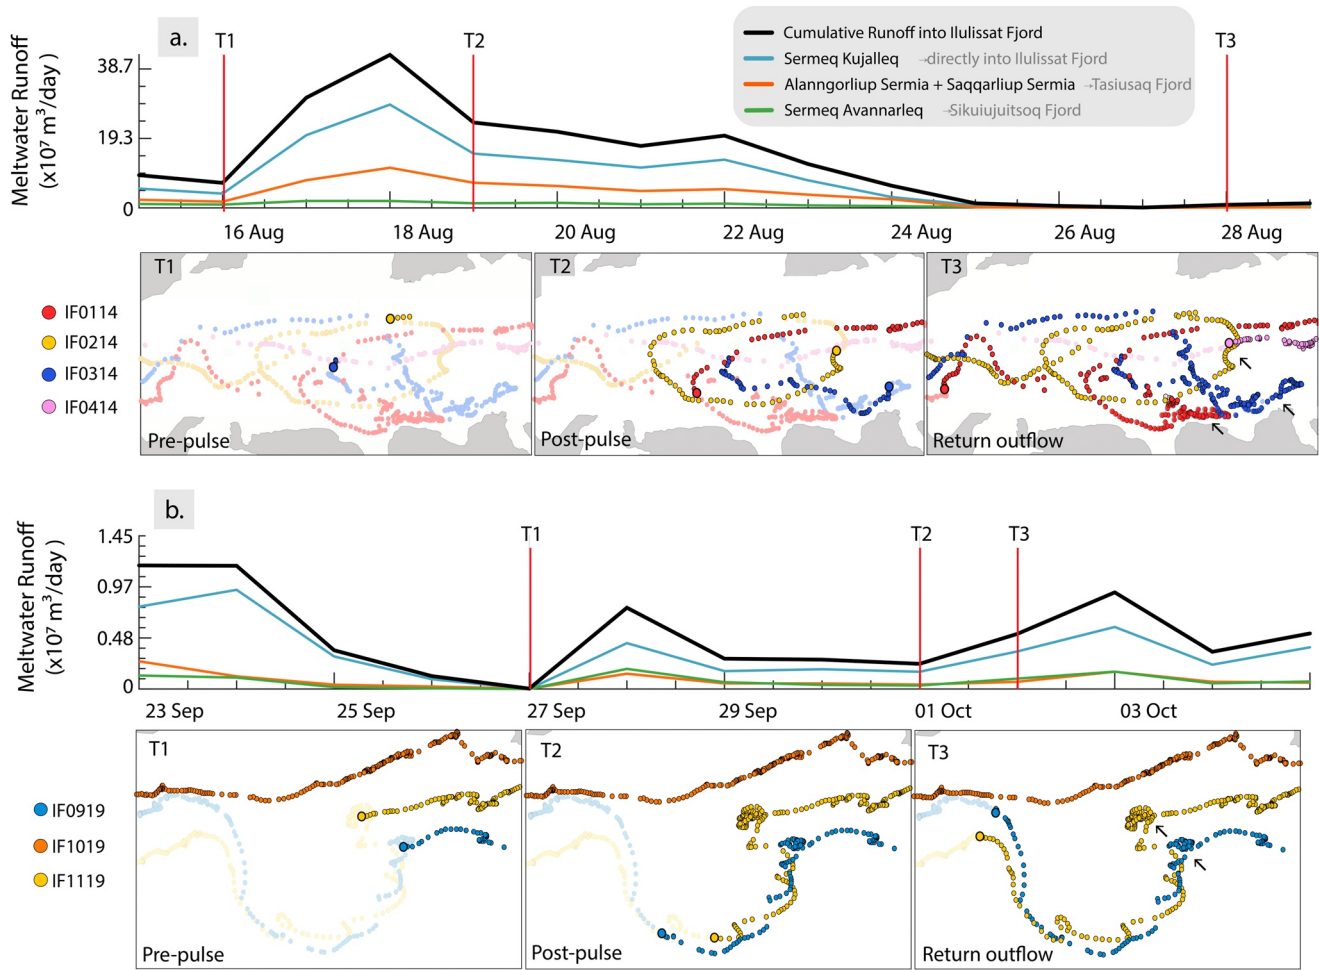 a.
T1
T2
T3
Cumulative Runoff into Ilulissat Fjord
Sermeq Kujalleq →directly into Ilulissat Fjord
Alanngorliup Sermia + Saqqarliup Sermia →Tasiusaq Fjord
Sermeq Avannarleq →Sikuiujuitsoq Fjord
Meltwater Runoff
(x10⁷ m³/day)
38.7
19.3
0
16 Aug
18 Aug
20 Aug
22 Aug
24 Aug
26 Aug
28 Aug
IF0114
IF0214
IF0314
IF0414
T1
Pre-pulse
T2
Post-pulse
T3
Return outflow
b.
T1
T2
T3
Meltwater Runoff
(x10⁷ m³/day )
1.45
0.97
0.48
0
23 Sep
25 Sep
27 Sep
29 Sep
01 Oct
03 Oct
IF0919
IF1019
IF1119
T1
Pre-pulse
T2
Post-pulse
T3
Return outflow